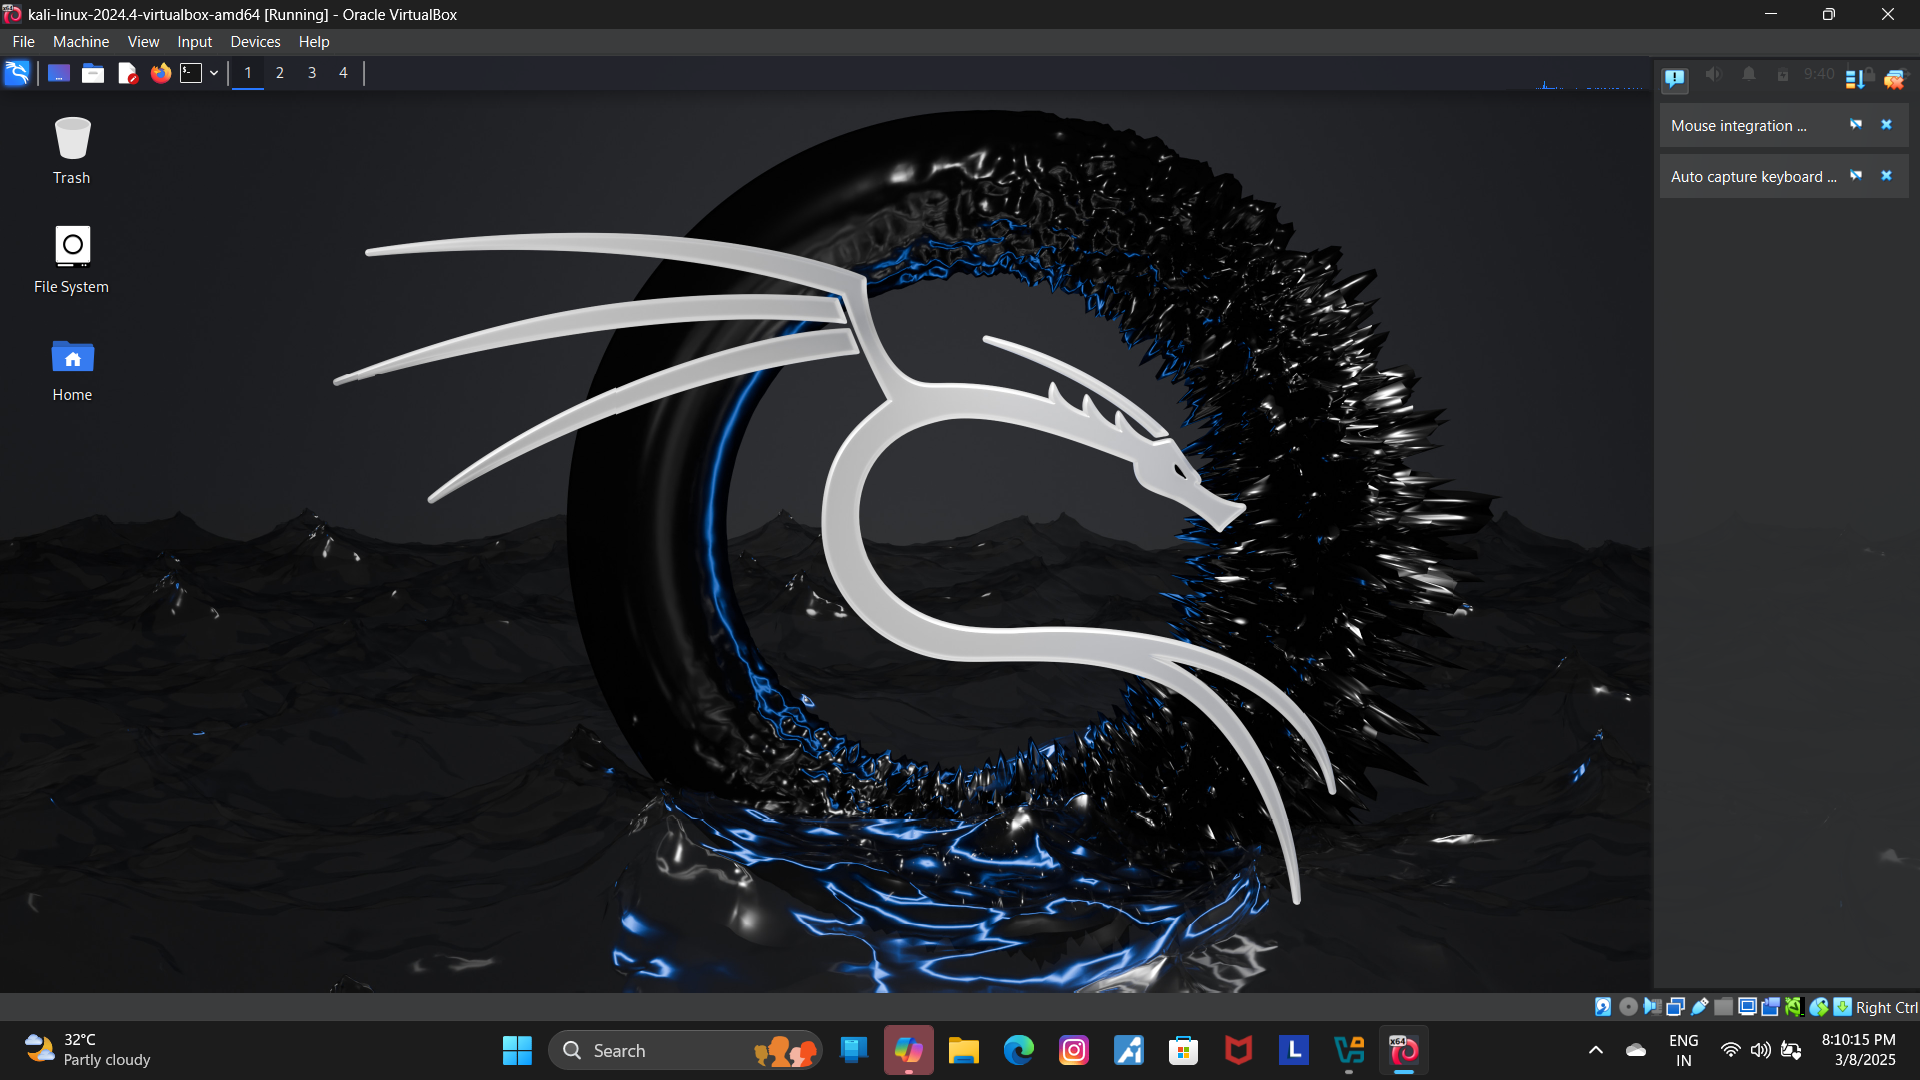 kali-linux-2024.4-virtualbox-amd64 [Running] - Oracle VirtualBox
File Machine View Input Devices Help
1 2 3 4
9:40
Mouse integration ...
Auto capture keyboard ...
Trash
File System
Home
Right Ctrl
32°C
Partly cloudy
Search
L
X64
ENG
IN
8:10:15 PM
3/8/2025